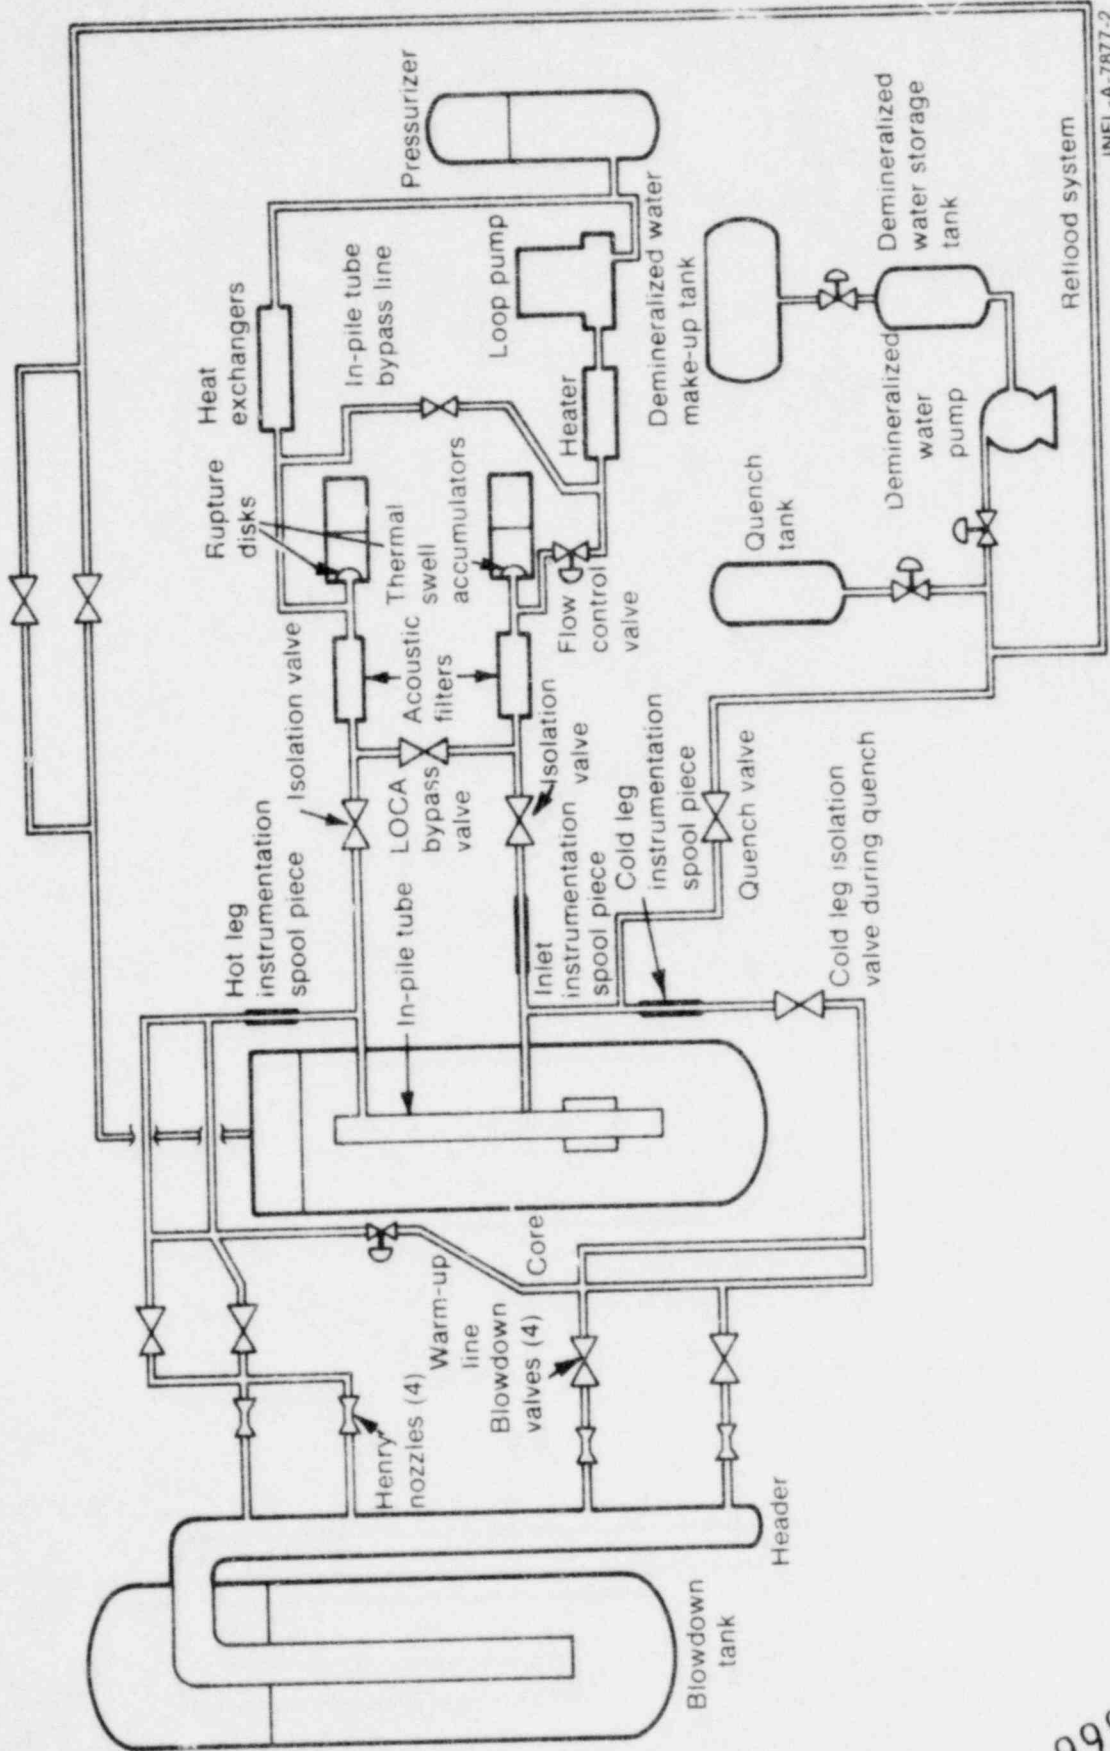 Pressurizer
Heat
exchangers
In-pile tube
bypass line
Loop pump
Rupture
disks
Thermal
swell
accumulators
Heater
Demineralized water
make-up tank
Demineralized
water storage
tank
Isolation valve
Acoustic
filters
Flow
control
valve
Quench
tank
Demineralized
water
pump
Reflood system
Hot leg
instrumentation
spool piece
LOCA
bypass
valve
Isolation
valve
In-pile tube
Inlet
instrumentation
spool piece
Cold leg
instrumentation
spool piece
Quench valve
Cold leg isolation
valve during quench
Core
Warm-up
line
Blowdown
valves (4)
Henry
nozzles (4)
Header
Blowdown
tank
INEL-A-7877-2